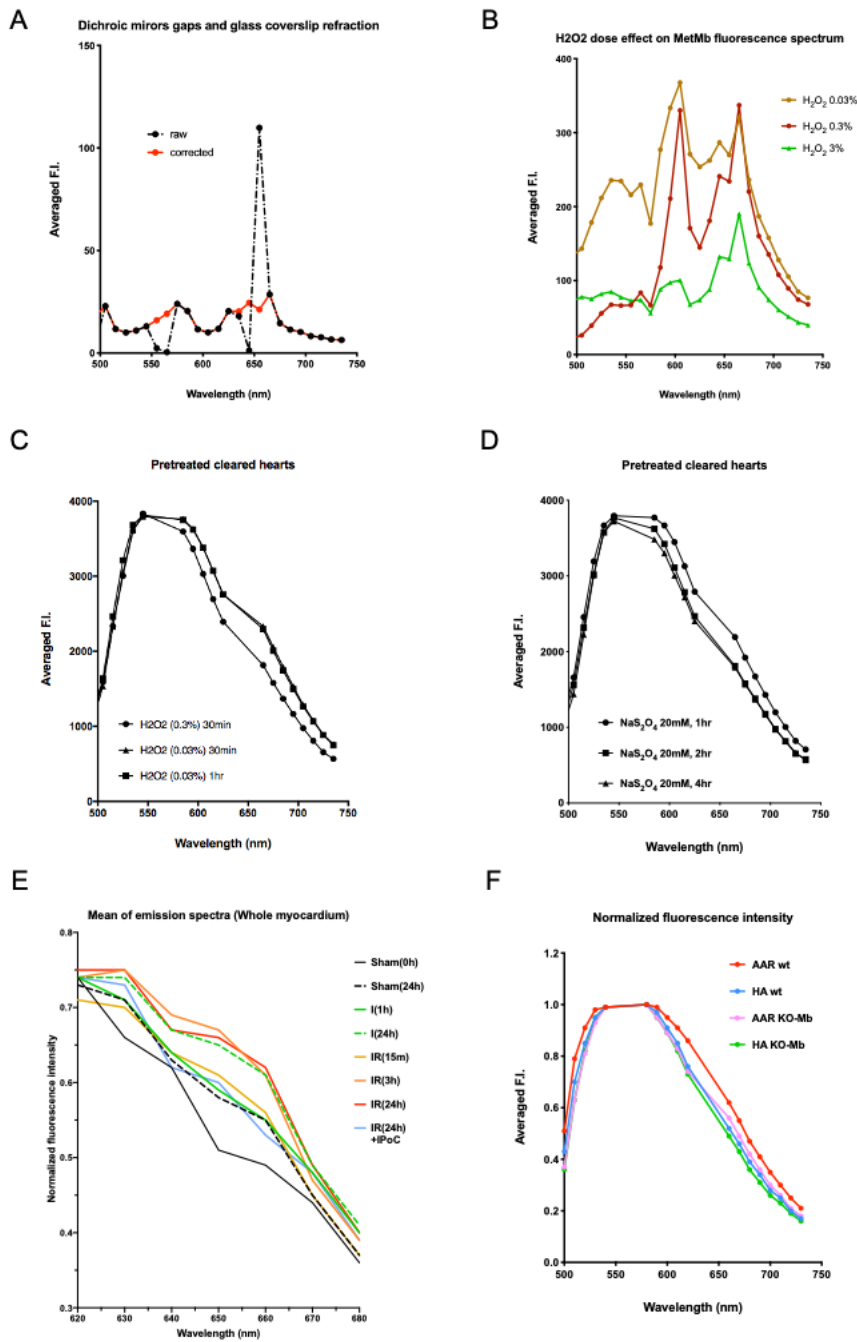 A
Dichroic mirors gaps and glass coverslip refraction
150
100
50
0
500 550 600 650 700 750
Averaged F.I.
Wavelength (nm)
raw
corrected
B
H2O2 dose effect on MetMb fluorescence spectrum
400
300
200
100
0
500 550 600 650 700 750
Averaged F.I.
Wavelength (nm)
H₂O₂ 0.03%
H₂O₂ 0.3%
H₂O₂ 3%
C
Pretreated cleared hearts
4000
3000
2000
1000
0
500 550 600 650 700 750
Averaged F.I.
Wavelength (nm)
H2O2 (0.3%) 30min
H2O2 (0.03%) 30min
H2O2 (0.03%) 1hr
D
Pretreated cleared hearts
4000
3000
2000
1000
0
500 550 600 650 700 750
Averaged F.I.
Wavelength (nm)
NaS₂O₄ 20mM, 1hr
NaS₂O₄ 20mM, 2hr
NaS₂O₄ 20mM, 4hr
E
Mean of emission spectra (Whole myocardium)
0.8
0.7
0.6
0.5
0.4
0.3
620 630 640 650 660 670 680
Normalized fluorescence intensity
Wavelength (nm)
Sham(0h)
Sham(24h)
I(1h)
I(24h)
IR(15m)
IR(3h)
IR(24h)
IR(24h)
+IPoC
F
Normalized fluorescence intensity
1.2
1.0
0.8
0.6
0.4
0.2
0.0
500 550 600 650 700 750
Averaged F.I.
Wavelength (nm)
AAR wt
HA wt
AAR KO-Mb
HA KO-Mb